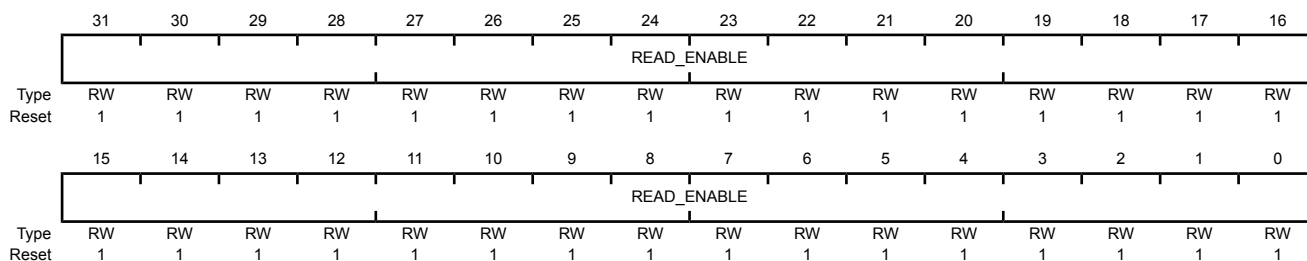 31 30 29 28 27 26 25 24 23 22 21 20 19 18 17 16
READ_ENABLE
Type RW RW RW RW RW RW RW RW RW RW RW RW RW RW RW RW
Reset 1 1 1 1 1 1 1 1 1 1 1 1 1 1 1 1
15 14 13 12 11 10 9 8 7 6 5 4 3 2 1 0
READ_ENABLE
Type RW RW RW RW RW RW RW RW RW RW RW RW RW RW RW RW
Reset 1 1 1 1 1 1 1 1 1 1 1 1 1 1 1 1